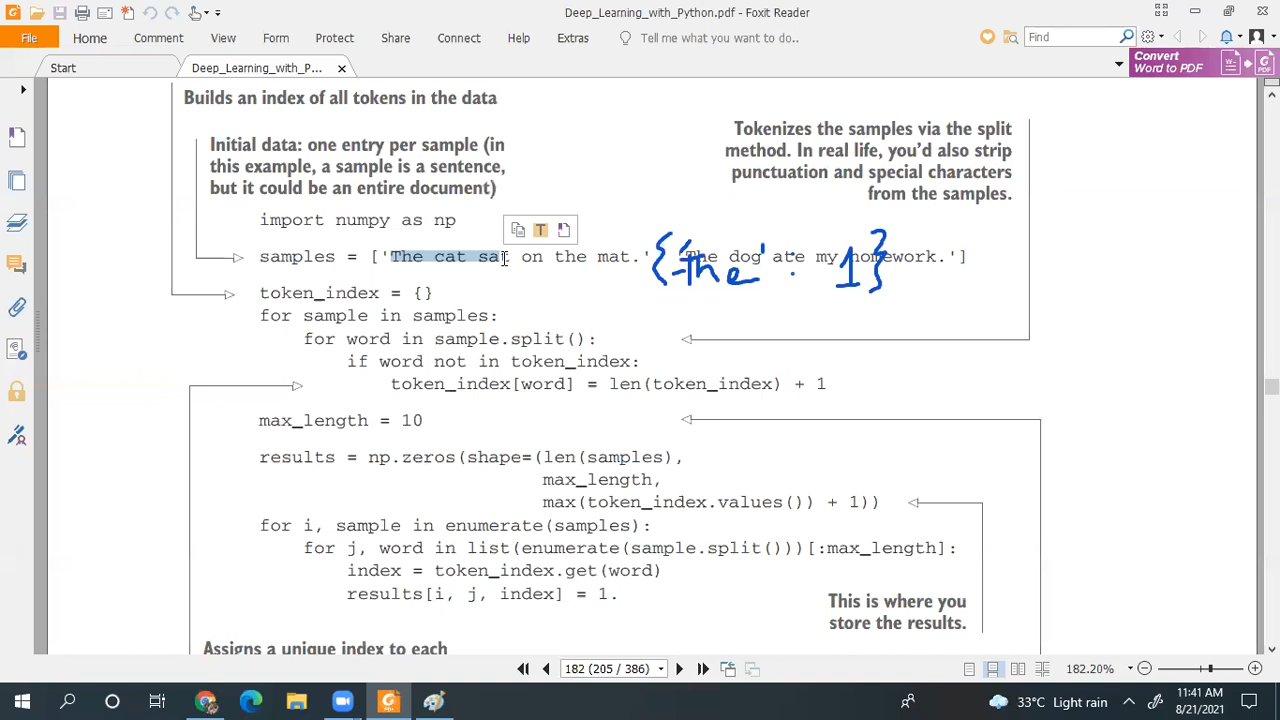 Deep_Learning_with_Python.pdf - Foxit Reader
File Home Comment View Form Protect Share Connect Help Extras Tell me what you want to do.. Find
Start Deep_Learning_with_P... Convert Word to PDF
Builds an index of all tokens in the data
Initial data: one entry per sample (in
this example, a sample is a sentence,
but it could be an entire document)
Tokenizes the samples via the split
method. In real life, you'd also strip
punctuation and special characters
from the samples.
import numpy as np
samples = ['The cat sat on the mat.' 'The dog ate my homework.']
{'The' : 1}
token_index = {}
for sample in samples:
for word in sample.split():
if word not in token_index:
token_index[word] = len(token_index) + 1
max_length = 10
results = np.zeros(shape=(len(samples),
max_length,
max(token_index.values()) + 1))
for i, sample in enumerate(samples):
for j, word in list(enumerate(sample.split()))[:max_length]:
index = token_index.get(word)
results[i, j, index] = 1.
This is where you
store the results.
Assigns a unique index to each
182 (205 / 386) 182.20%
33°C Light rain
11:41 AM
8/21/2021